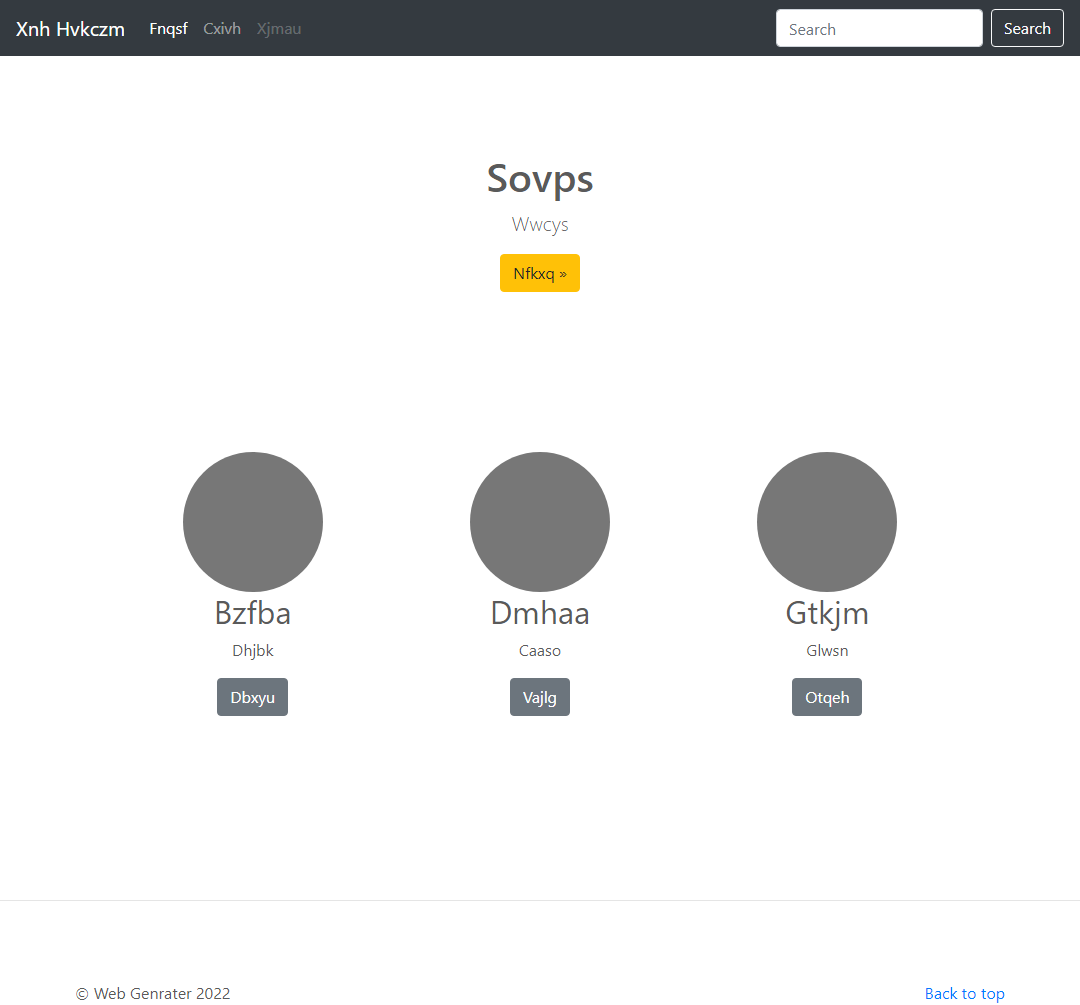 Xnh Hvkczm Fnqsf Cxivh Xjmau Search Search
Sovps
Wwcys
Nfkxq »
Bzfba Dmhaa Gtkjm
Dhjbk Caaso Glwsn
Dbxyu Vajlg Otqeh
© Web Genrater 2022 Back to top